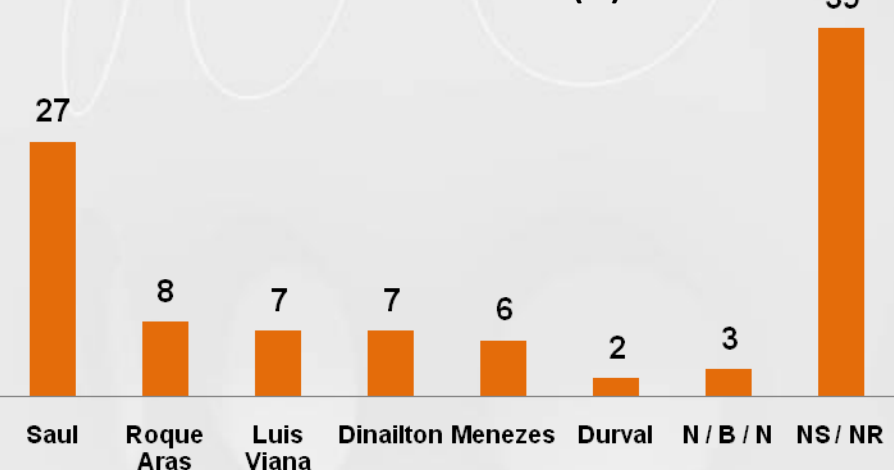 27
8
7
7
6
2
3
Saul
Roque Aras
Luis Viana
Dinailton
Menezes
Durval
N / B / N
NS / NR